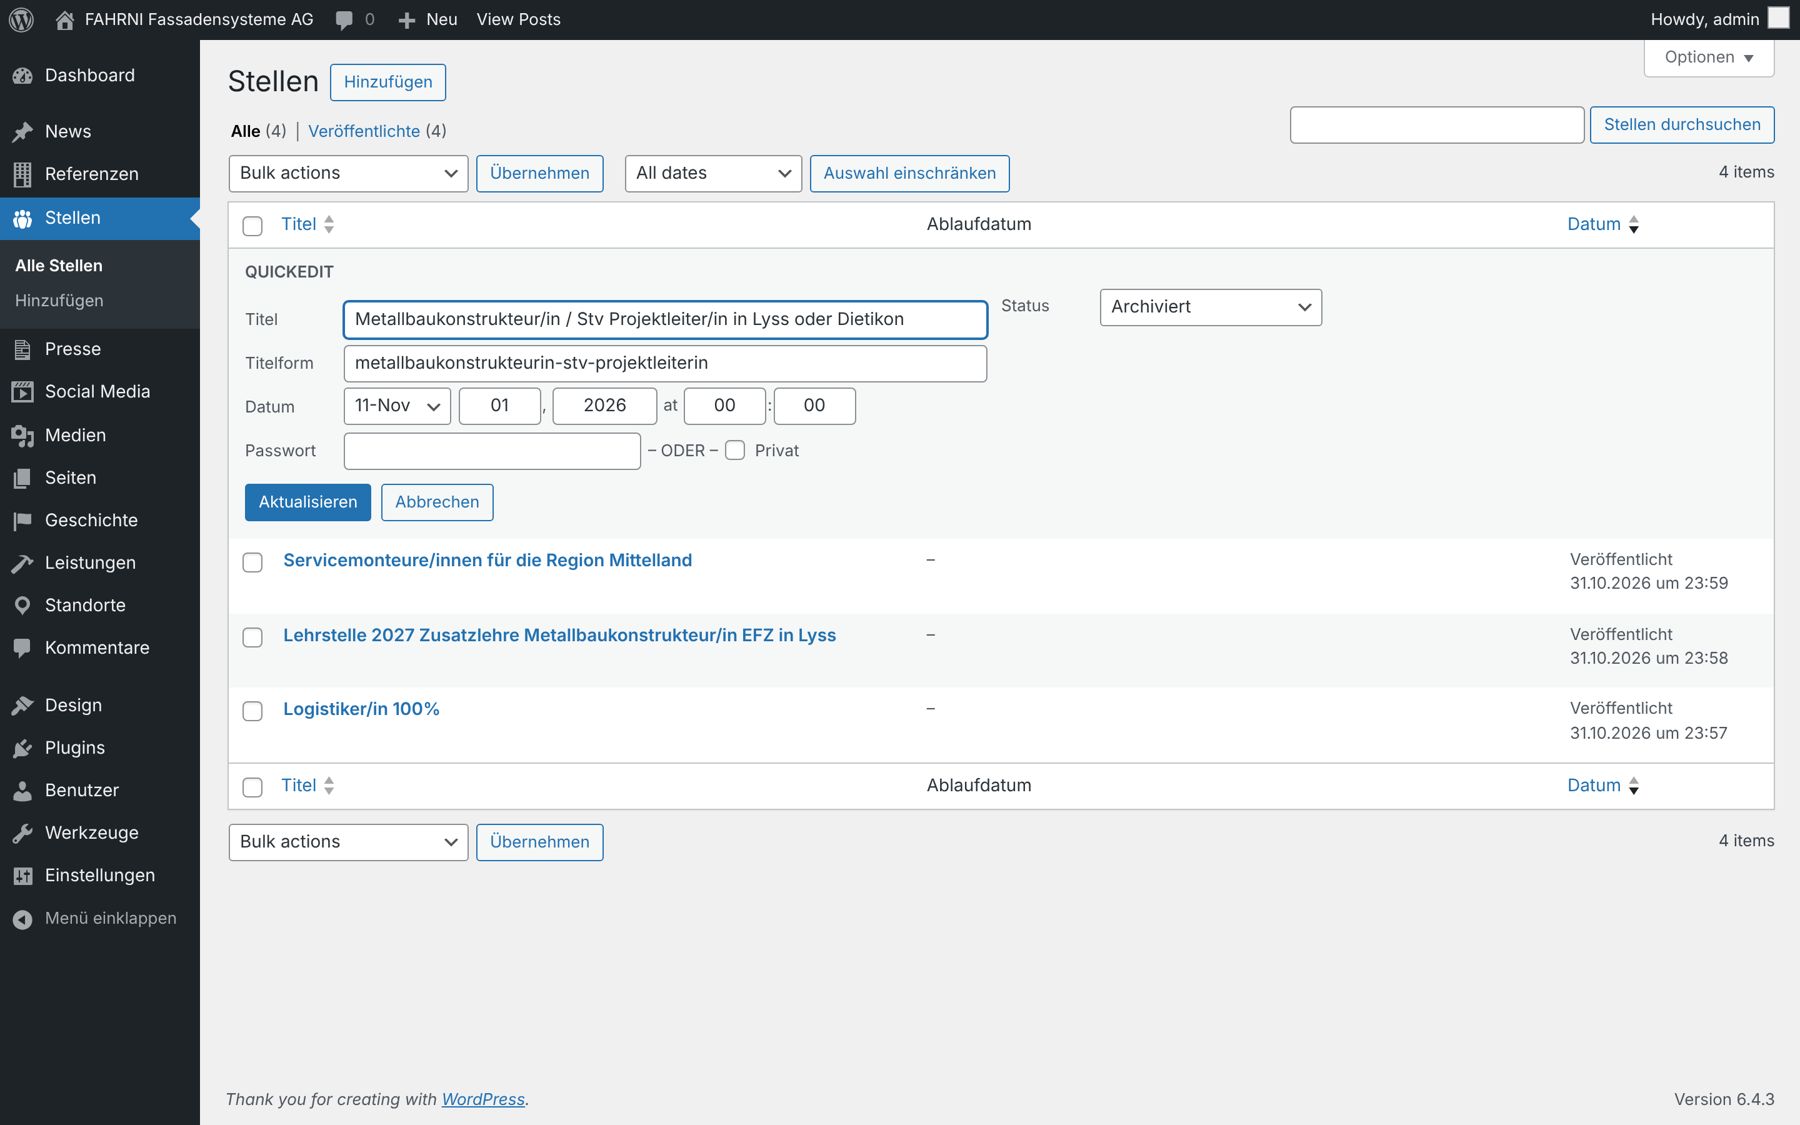 FAHRNI Fassadensysteme AG 0 Neu View Posts Howdy, admin
Optionen
Dashboard
News
Referenzen
Stellen
Alle Stellen
Hinzufügen
Presse
Social Media
Medien
Seiten
Geschichte
Leistungen
Standorte
Kommentare
Design
Plugins
Benutzer
Werkzeuge
Einstellungen
Menü einklappen
Stellen Hinzufügen
Alle (4) | Veröffentlichte (4)
Stellen durchsuchen
Bulk actions Übernehmen All dates Auswahl einschränken 4 items
Titel Ablaufdatum Datum
QUICKEDIT
Titel Metallbaukonstrukteur/in / Stv Projektleiter/in in Lyss oder Dietikon Status Archiviert
Titelform metallbaukonstrukteurin-stv-projektleiterin
Datum 11-Nov 01 , 2026 at 00 : 00
Passwort – ODER – Privat
Aktualisieren Abbrechen
Servicemonteure/innen für die Region Mittelland – Veröffentlicht
31.10.2026 um 23:59
Lehrstelle 2027 Zusatzlehre Metallbaukonstrukteur/in EFZ in Lyss – Veröffentlicht
31.10.2026 um 23:58
Logistiker/in 100% – Veröffentlicht
31.10.2026 um 23:57
Titel Ablaufdatum Datum
Bulk actions Übernehmen 4 items
Thank you for creating with WordPress. Version 6.4.3